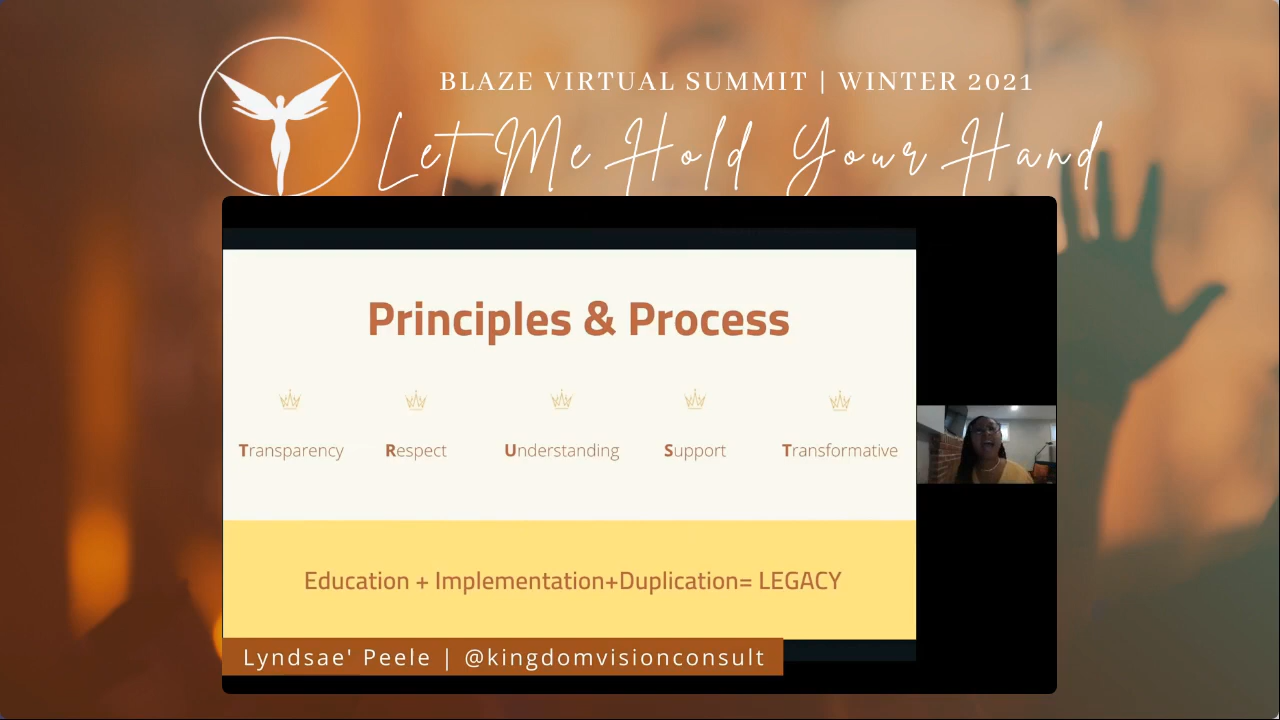 BLAZE VIRTUAL SUMMIT | WINTER 2021
Let Me Hold Your Hand
Principles & Process
Transparency Respect Understanding Support Transformative
Education + Implementation+Duplication= LEGACY
Lyndsae' Peele | @kingdomvisionconsult